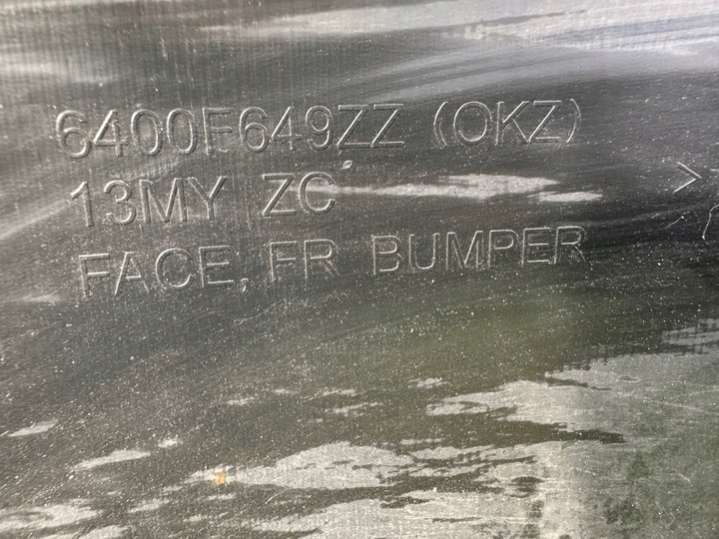 6400F649ZZ (OKZ)
13MY ZC
FACE, FR BUMPER
>